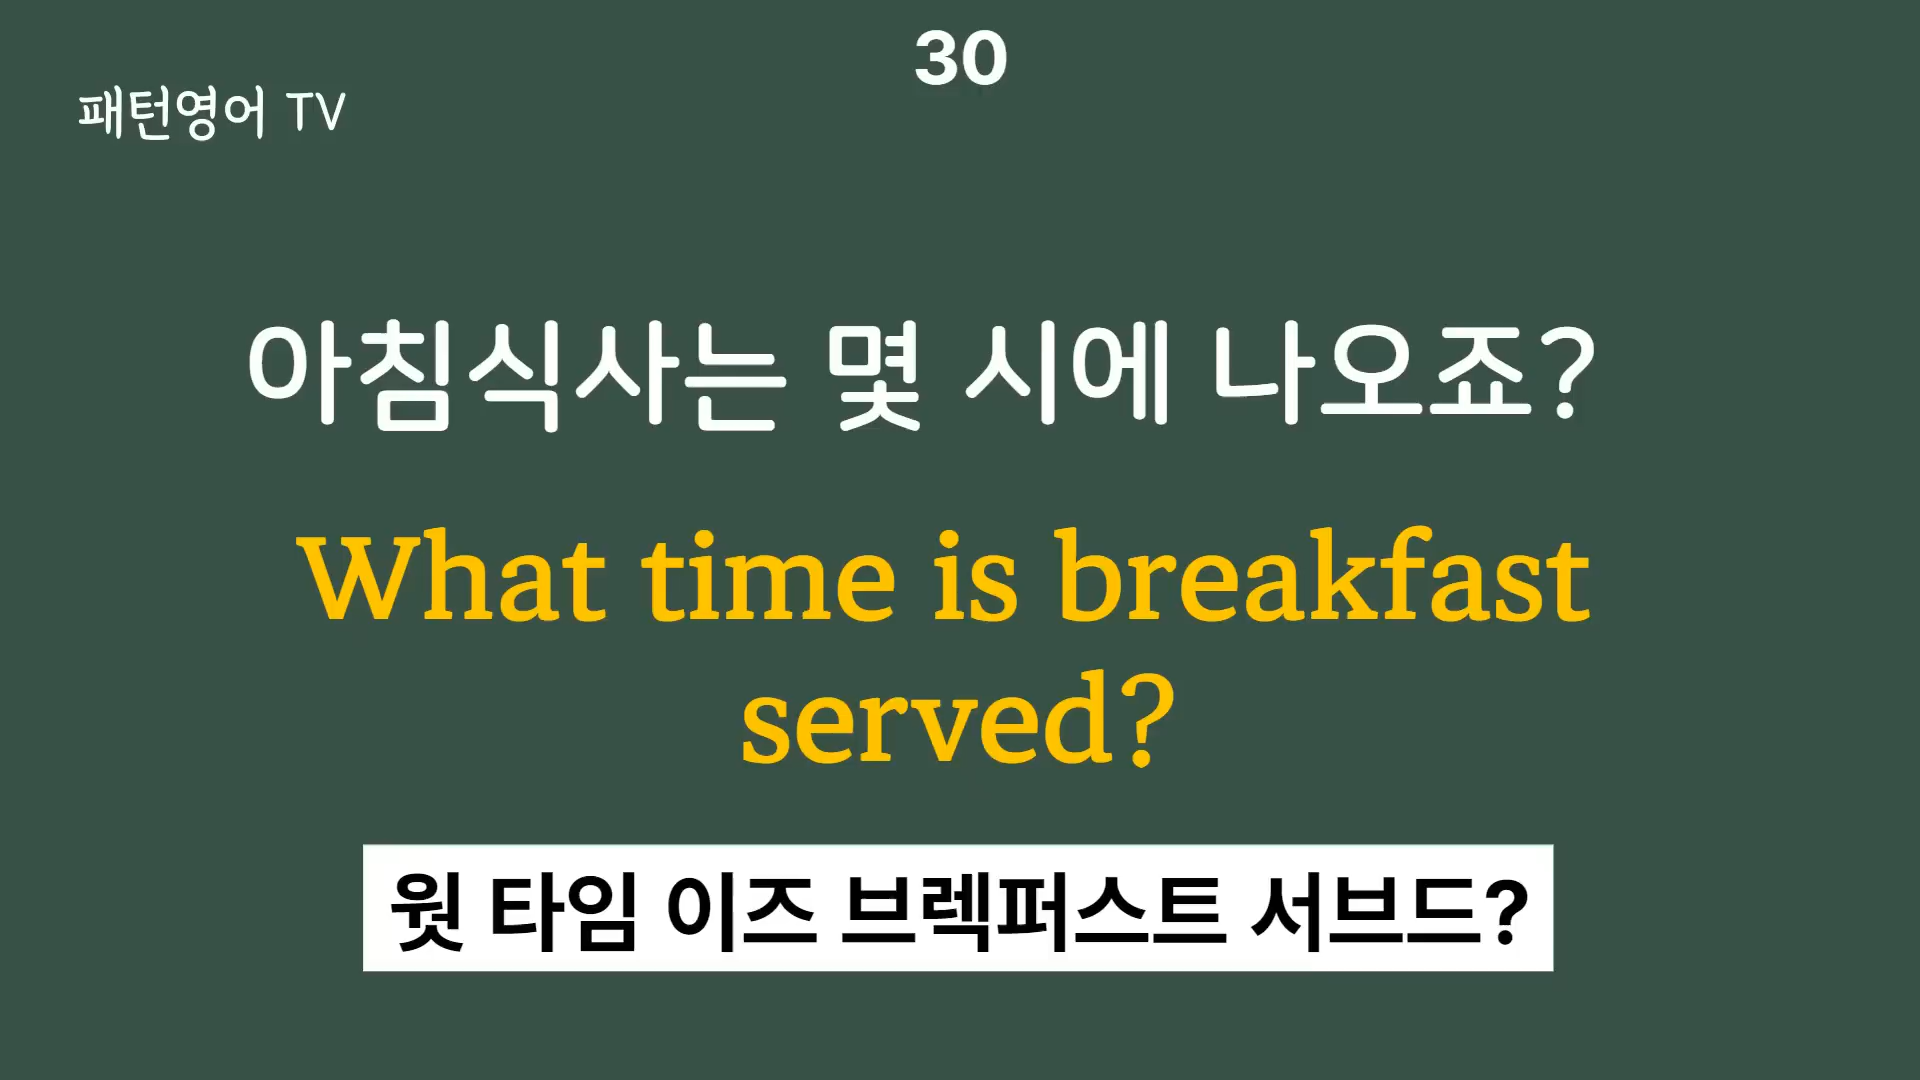 30
패턴영어 TV
아침식사는 몇 시에 나오죠?
What time is breakfast
served?
웟 타임 이즈 브렉퍼스트 서브드?